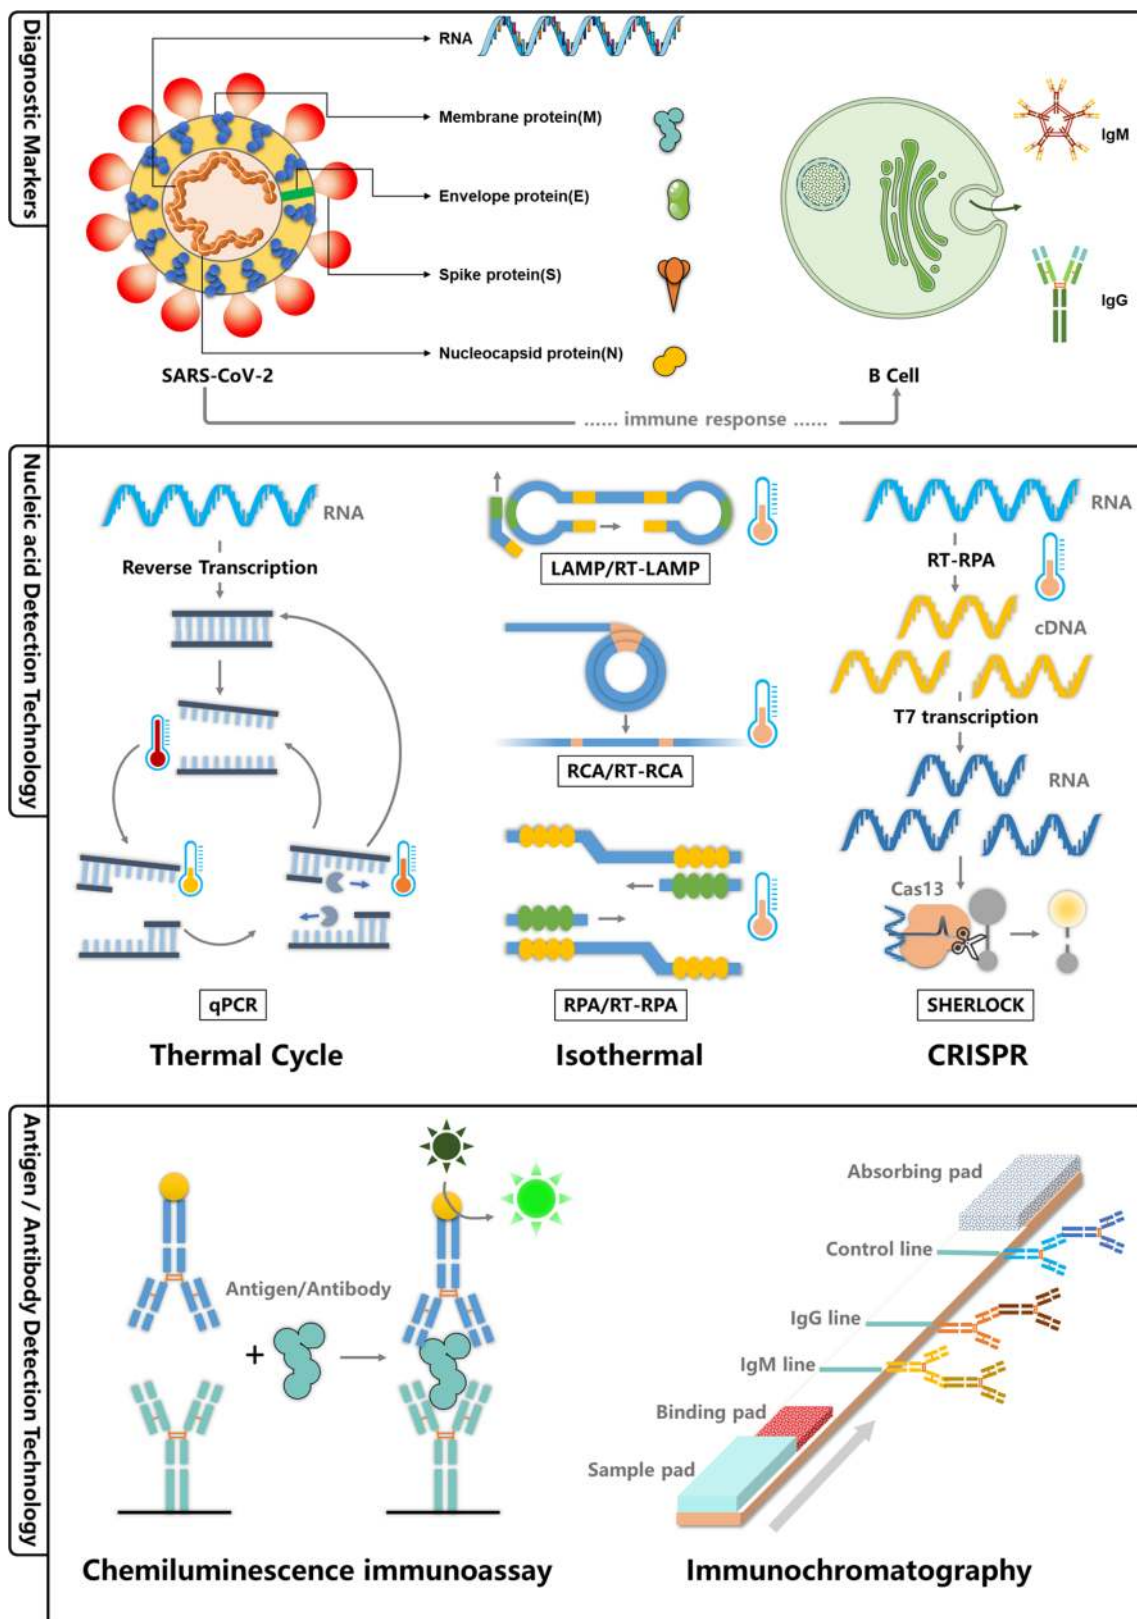 Diagnostic Markers
RNA
Membrane protein(M)
Envelope protein(E)
Spike protein(S)
Nucleocapsid protein(N)
SARS-CoV-2
IgM
IgG
B Cell
...... immune response ......
Nucleic acid Detection Technology
RNA
Reverse Transcription
qPCR
Thermal Cycle
LAMP/RT-LAMP
RCA/RT-RCA
RPA/RT-RPA
Isothermal
RNA
RT-RPA
cDNA
T7 transcription
RNA
Cas13
SHERLOCK
CRISPR
Antigen / Antibody Detection Technology
Antigen/Antibody
+
Chemiluminescence immunoassay
Absorbing pad
Control line
IgG line
IgM line
Binding pad
Sample pad
Immunochromatography